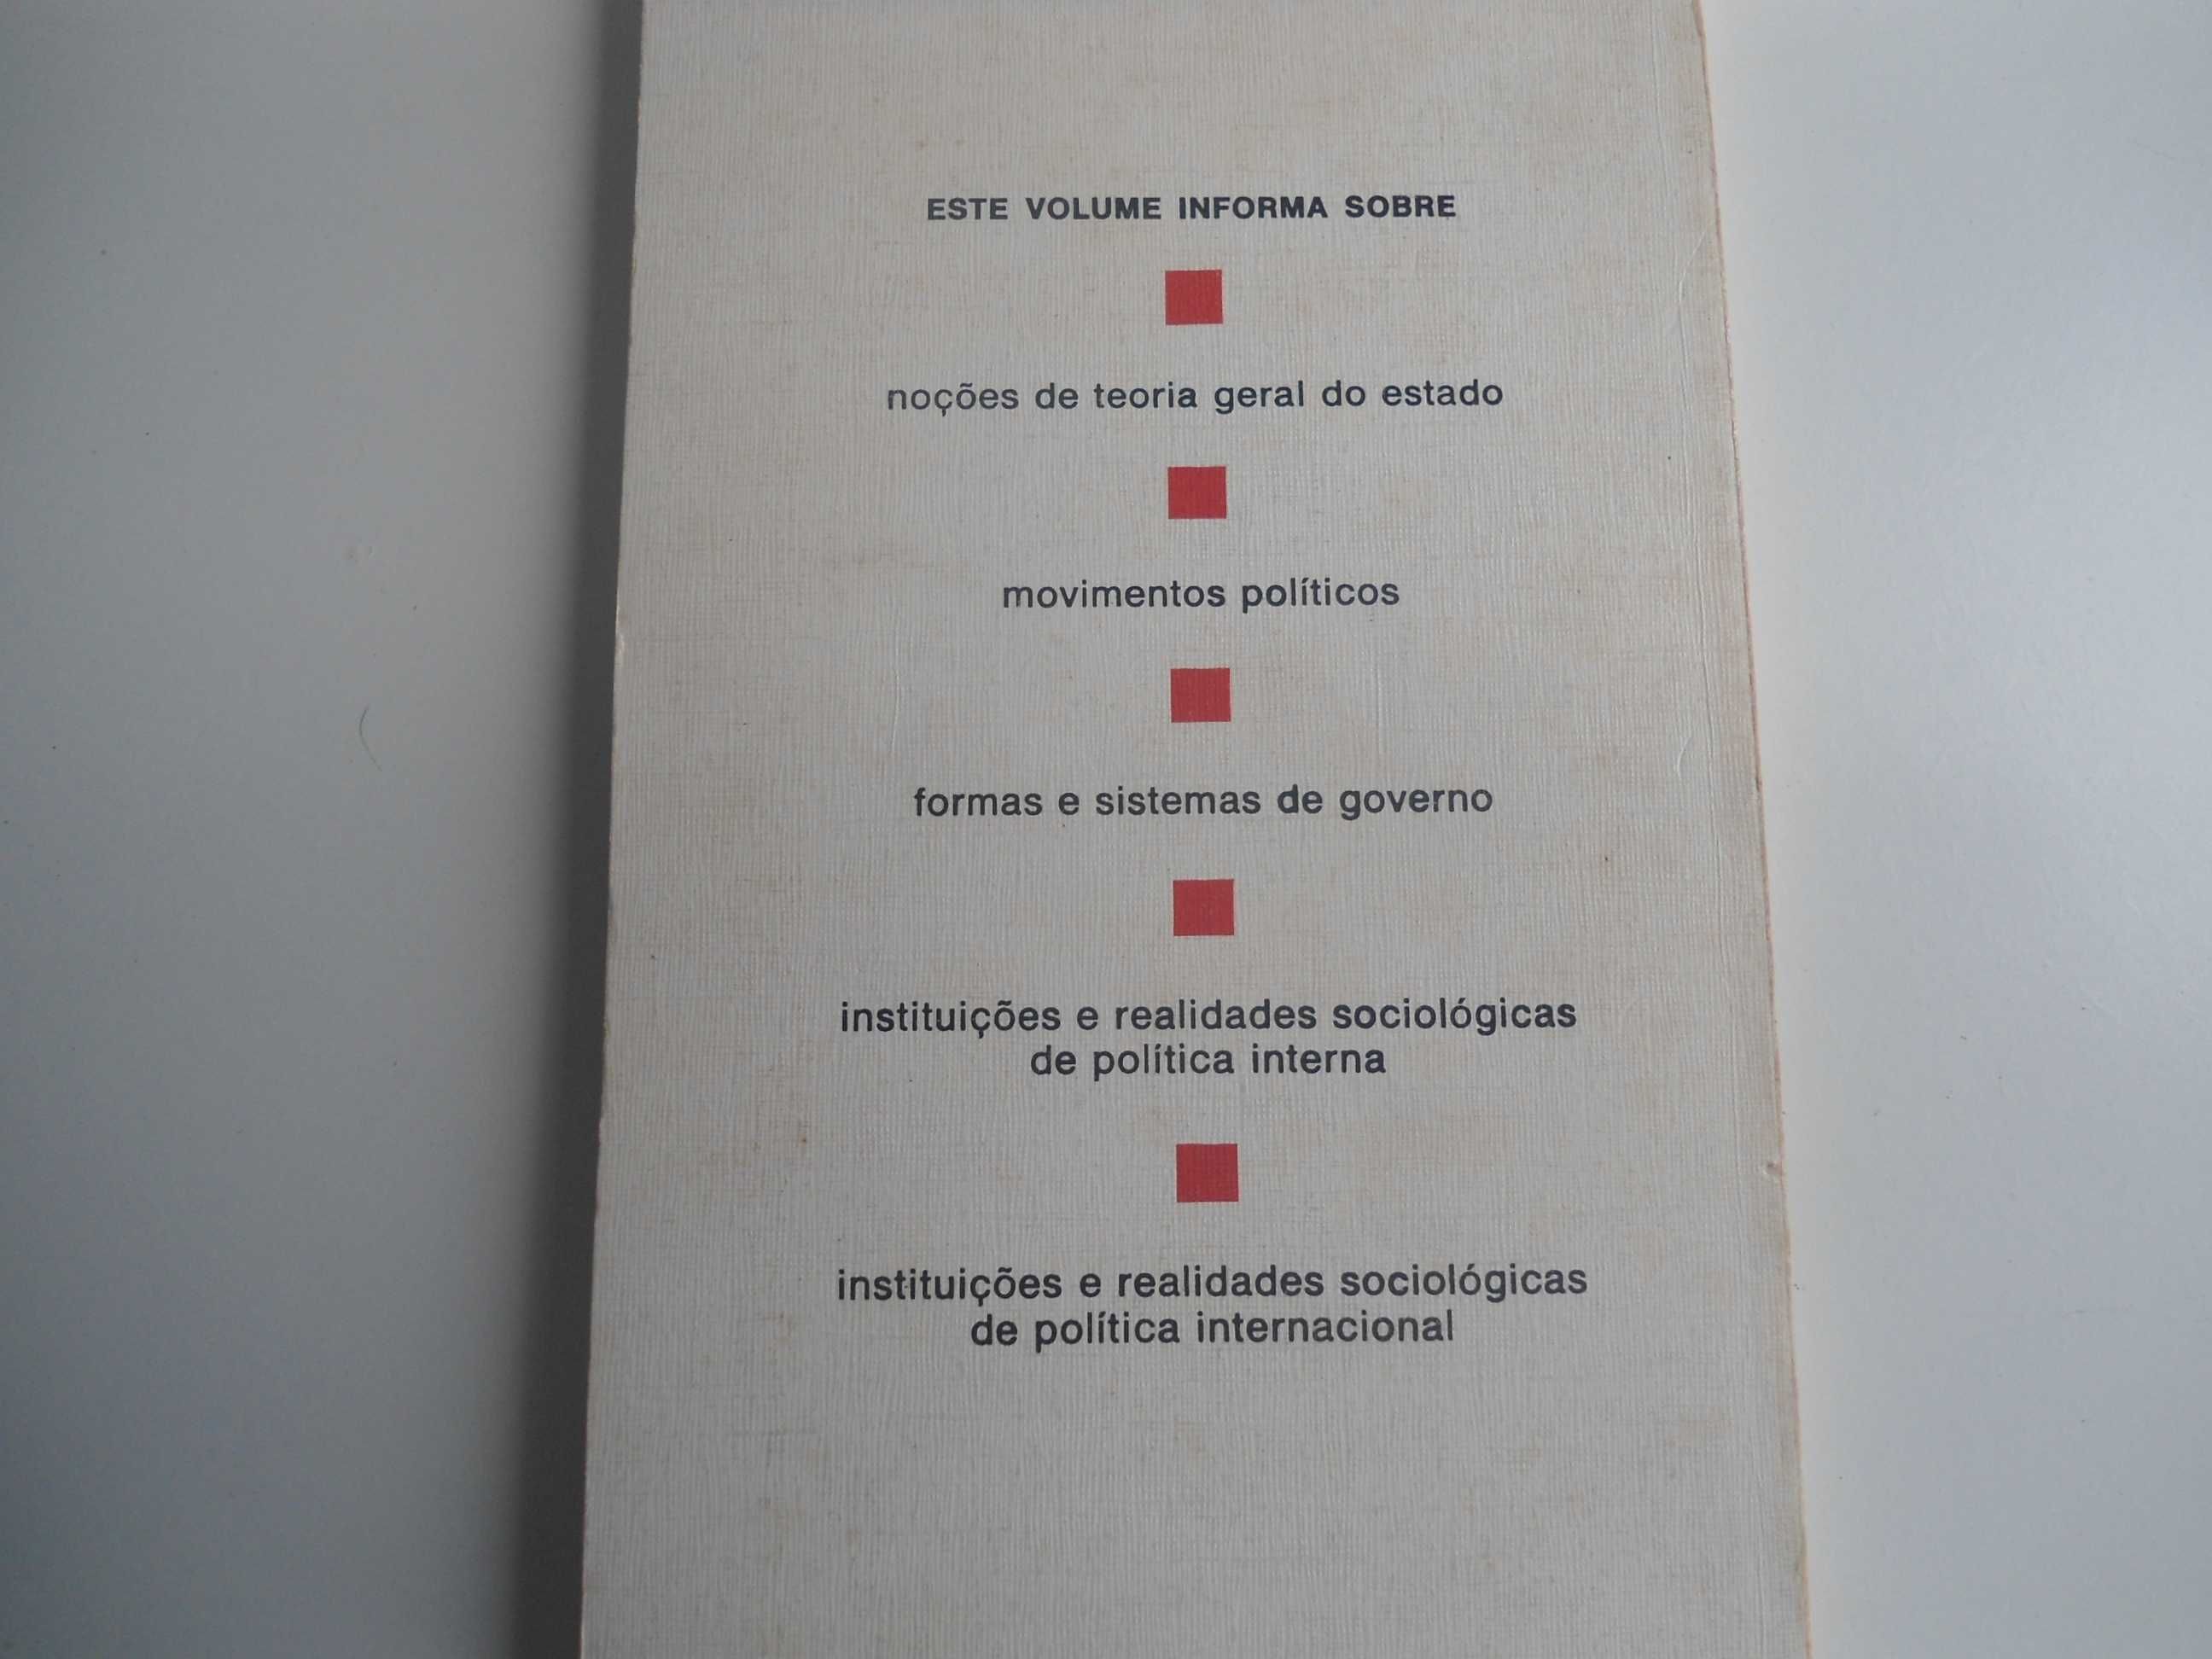 ESTE VOLUME INFORMA SOBRE
noções de teoria geral do estado
movimentos políticos
formas e sistemas de governo
instituições e realidades sociológicas
de política interna
instituições e realidades sociológicas
de política internacional